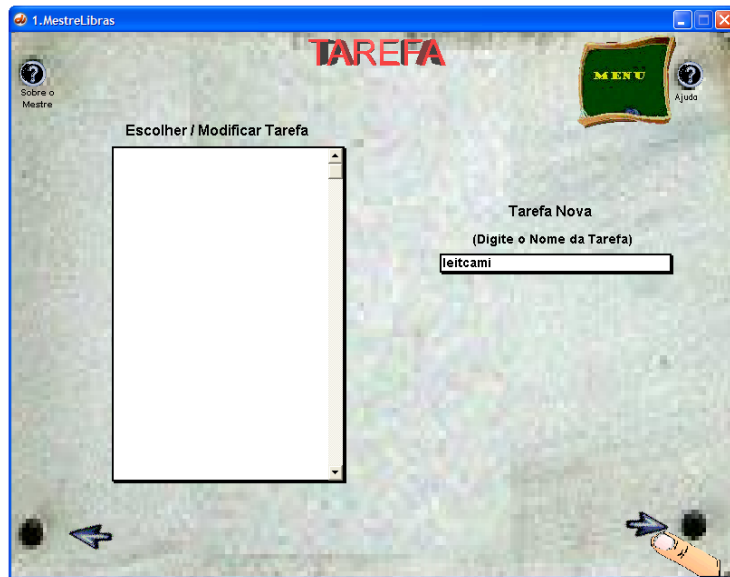 1.MestreLibras
TAREFA
MENU
Sobre o
Mestre
Ajuda
Escolher / Modificar Tarefa
Tarefa Nova
(Digite o Nome da Tarefa)
leitcami